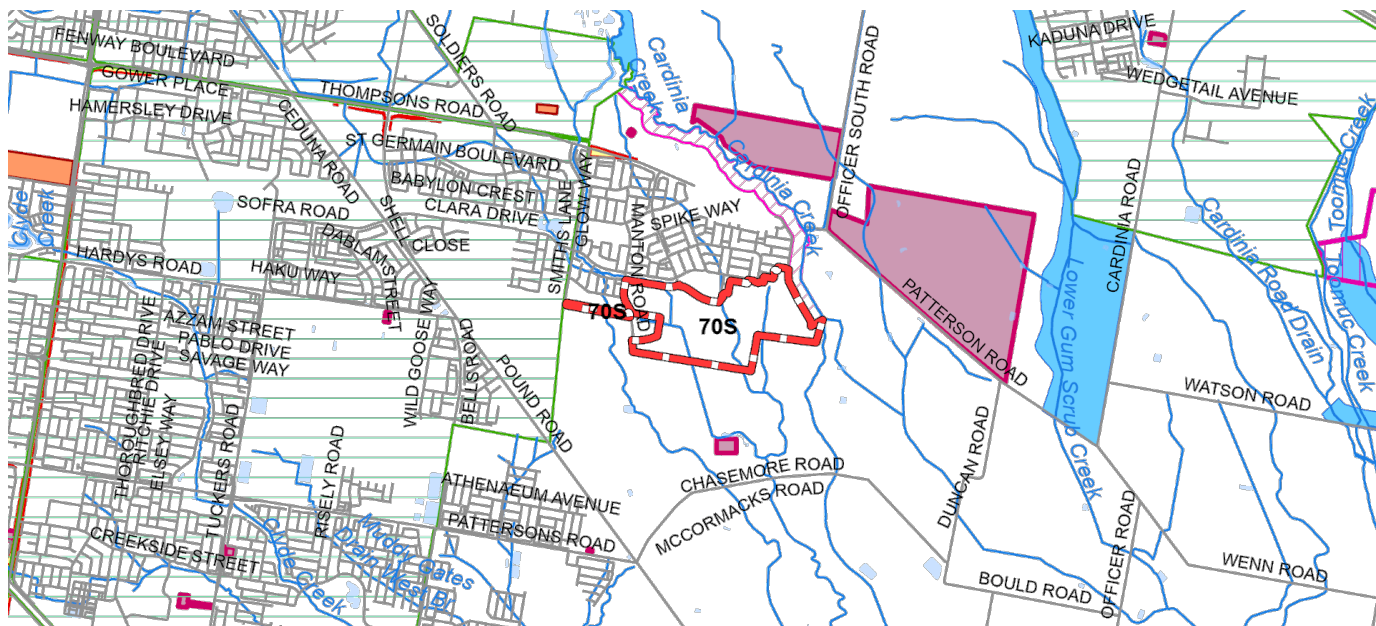 FENWAY BOULEVARD
GOWER PLACE
HAMERSLEY DRIVE
SOLDIERS ROAD
THOMPSONS ROAD
CEDUNA ROAD
ST GERMAIN BOULEVARD
BABYLON CREST
CLARA DRIVE
Cardinia
Creek
Cardinia
Creek
OFFICER SOUTH ROAD
KADUNA DRIVE
WEDGETAIL AVENUE
Toomuc Creek
Toomuc Creek
Clyde
Creek
SOFRA ROAD
SHELL
CLOSE
DABLAM STREET
HARDYS ROAD
HAKU WAY
SMITHS LANE
GLOW WAY
MANTON ROAD
SPIKE WAY
CARDINIA ROAD
Cardinia Road Drain
Lower Gum Scrub Creek
PATTERSON ROAD
70S
70S
AZZAM STREET
PABLO DRIVE
SAVAGE WAY
THOROUGHBRED DRIVE
RITCHIE DRIVE
ELSEY WAY
WILD GOOSE WAY
BELLS ROAD
POUND ROAD
WATSON ROAD
TUCKERS ROAD
RISELY ROAD
ATHENAEUM AVENUE
PATTERSONS ROAD
CHASEMORE ROAD
MCCORMACKS ROAD
DUNCAN ROAD
OFFICER ROAD
CREEKSIDE STREET
Clyde Creek
Muddy Gates
Drain West Bl
BOULD ROAD
WENN ROAD